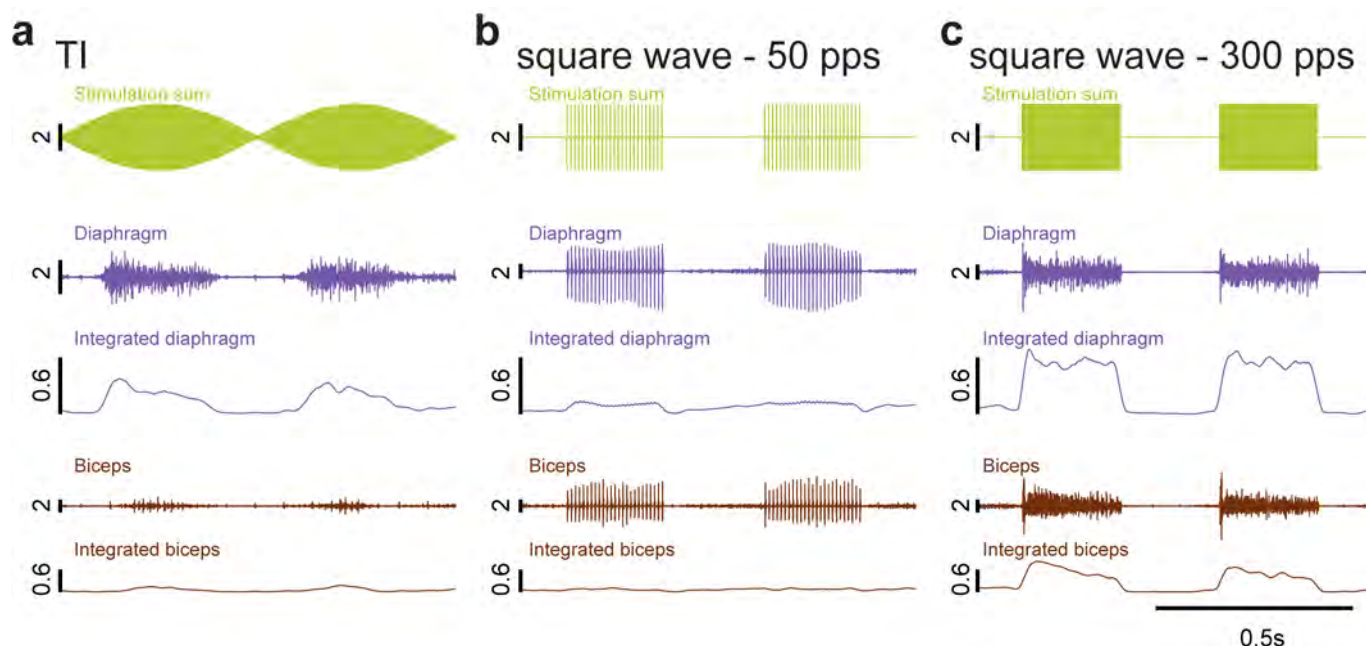 a TI
Stimulation sum
2
Diaphragm
2
Integrated diaphragm
0.6
Biceps
2
Integrated biceps
0.6
b square wave - 50 pps
Stimulation sum
2
Diaphragm
2
Integrated diaphragm
0.6
Biceps
2
Integrated biceps
0.6
c square wave - 300 pps
Stimulation sum
2
Diaphragm
2
Integrated diaphragm
0.6
Biceps
2
Integrated biceps
0.6
0.5s